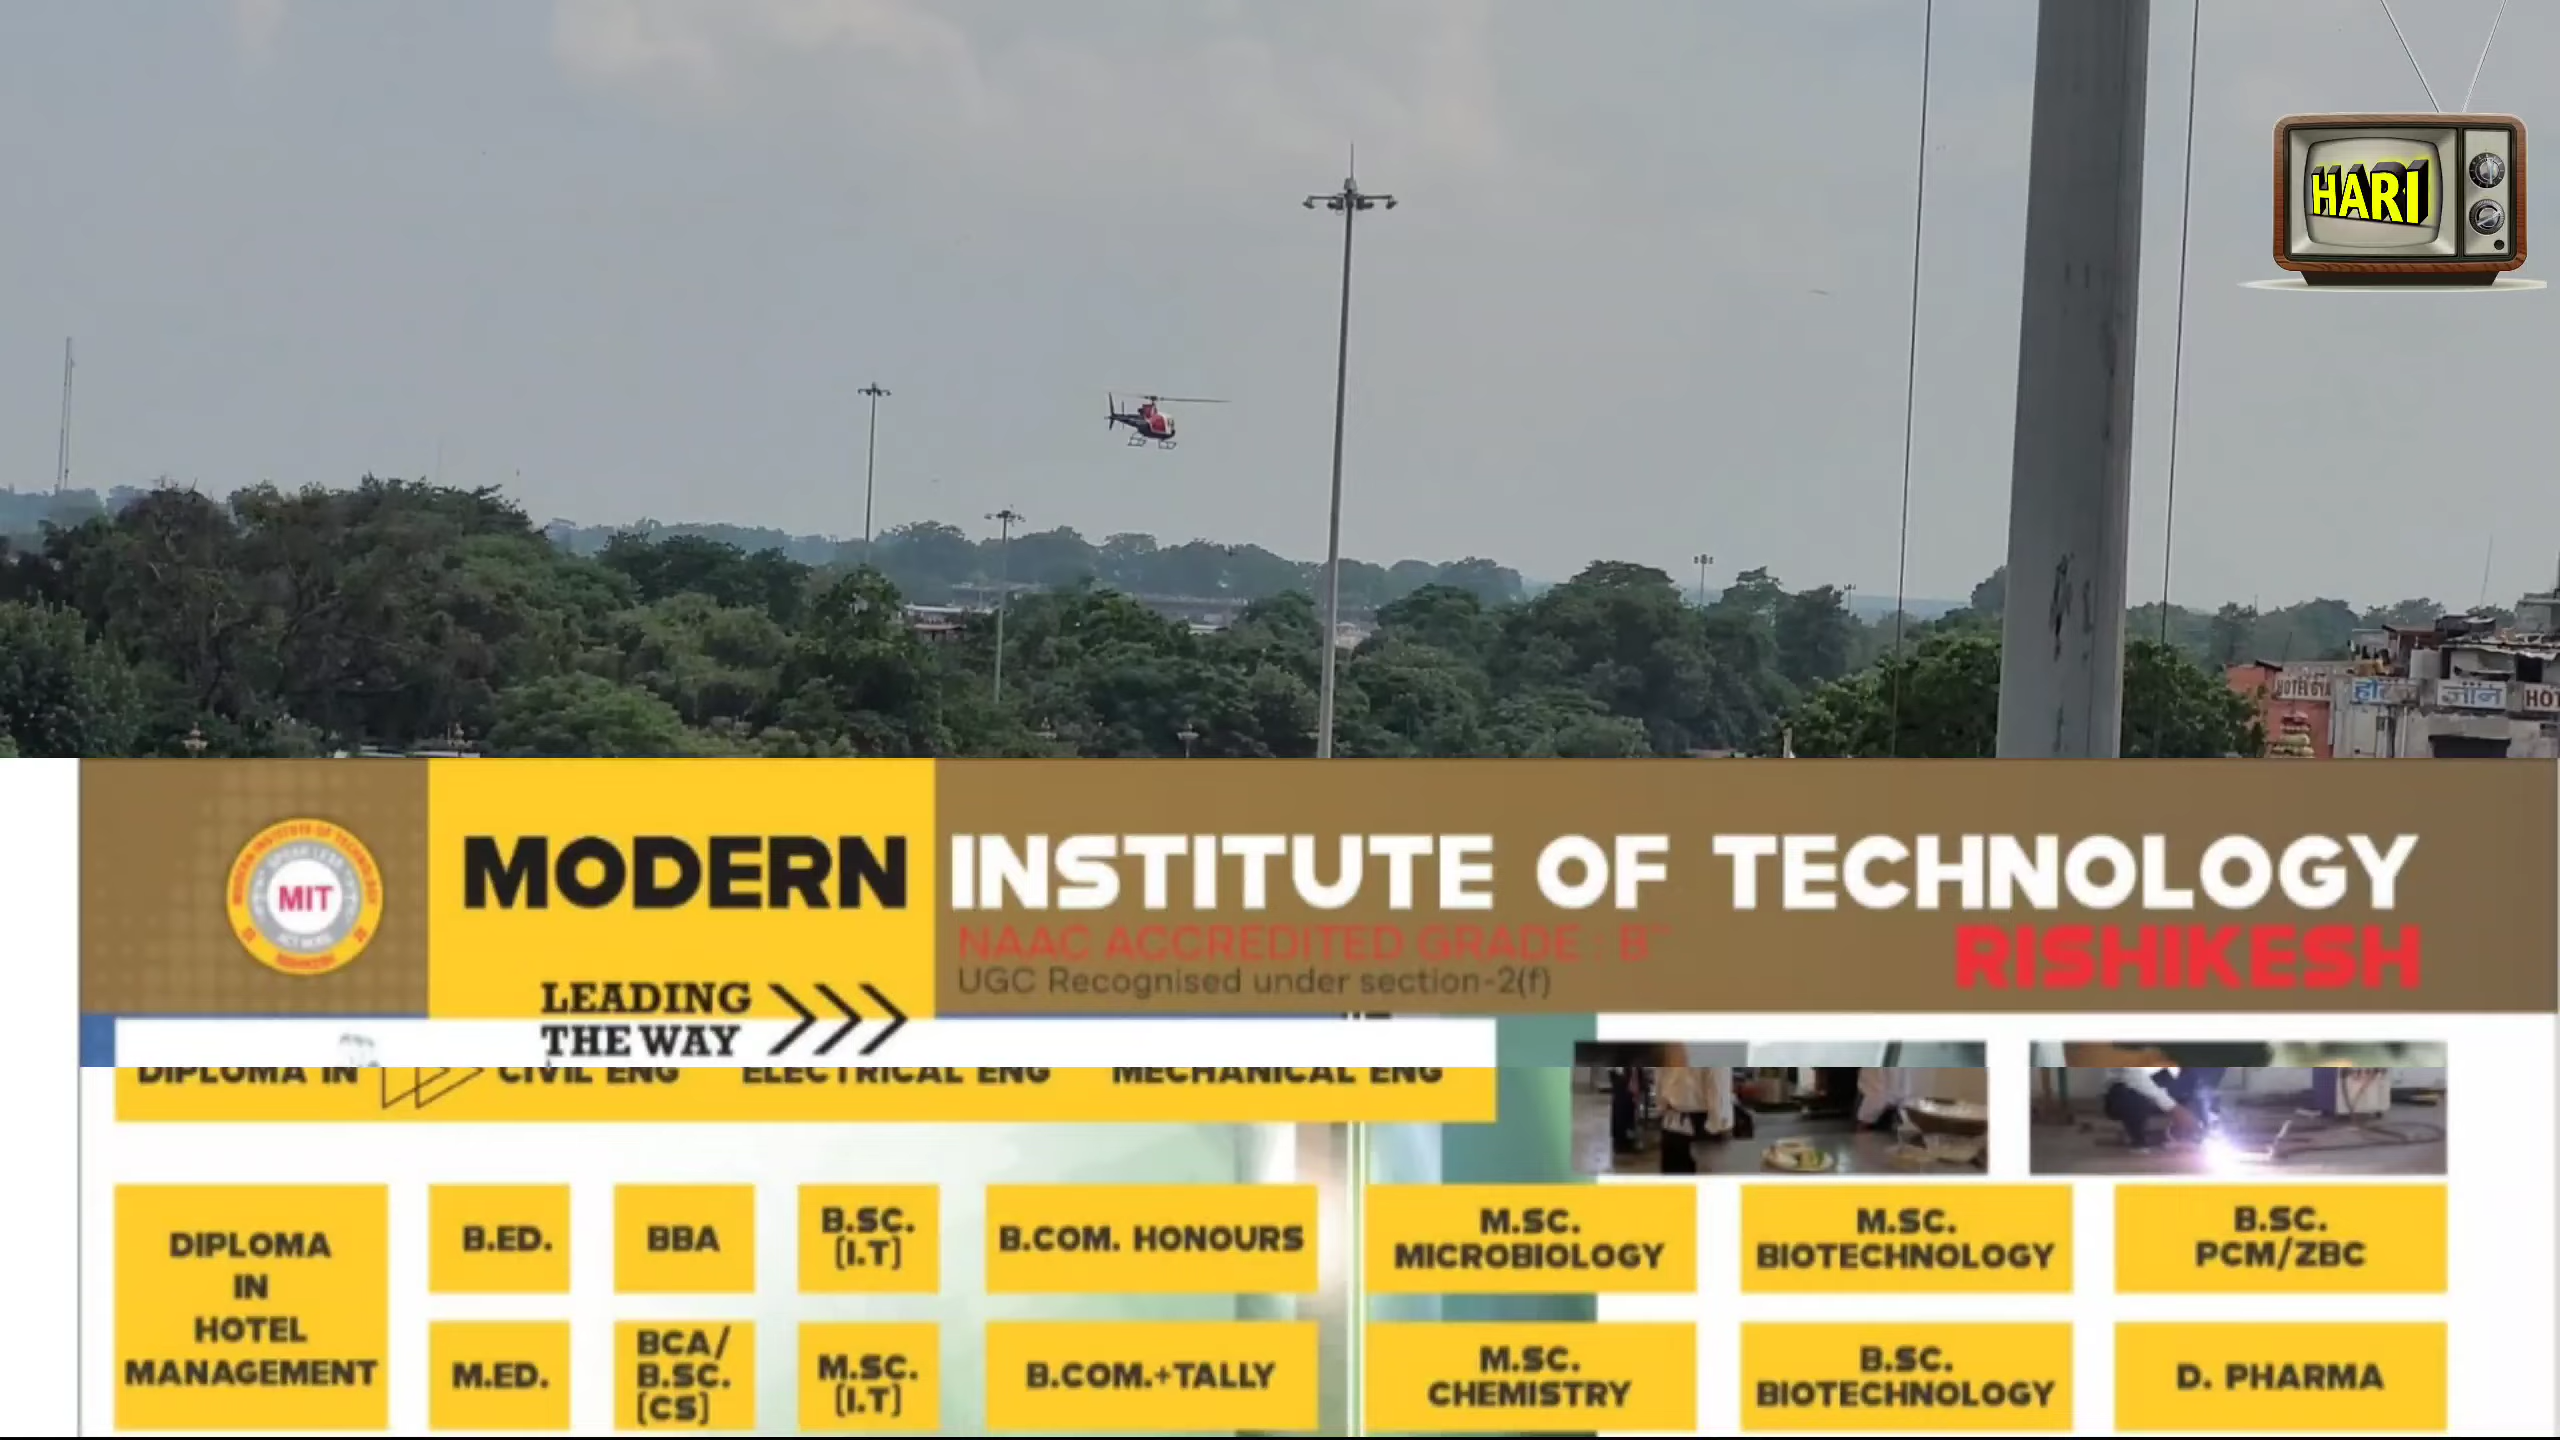 HARI
होटल
ज्ञान
HOT
MODERN INSTITUTE OF TECHNOLOGY
MIT
NAAC ACCREDITED GRADE : B++
RISHIKESH
UGC Recognised under section-2(f)
LEADING
THE WAY
DIPLOMA IN CIVIL ENG ELECTRICAL ENG MECHANICAL ENG
DIPLOMA
IN
HOTEL
MANAGEMENT
B.ED.
BBA
B.SC.
(I.T)
B.COM. HONOURS
M.SC.
MICROBIOLOGY
M.SC.
BIOTECHNOLOGY
B.SC.
PCM/ZBC
M.ED.
BCA/
B.SC.
(CS)
M.SC.
(I.T)
B.COM.+TALLY
M.SC.
CHEMISTRY
B.SC.
BIOTECHNOLOGY
D. PHARMA